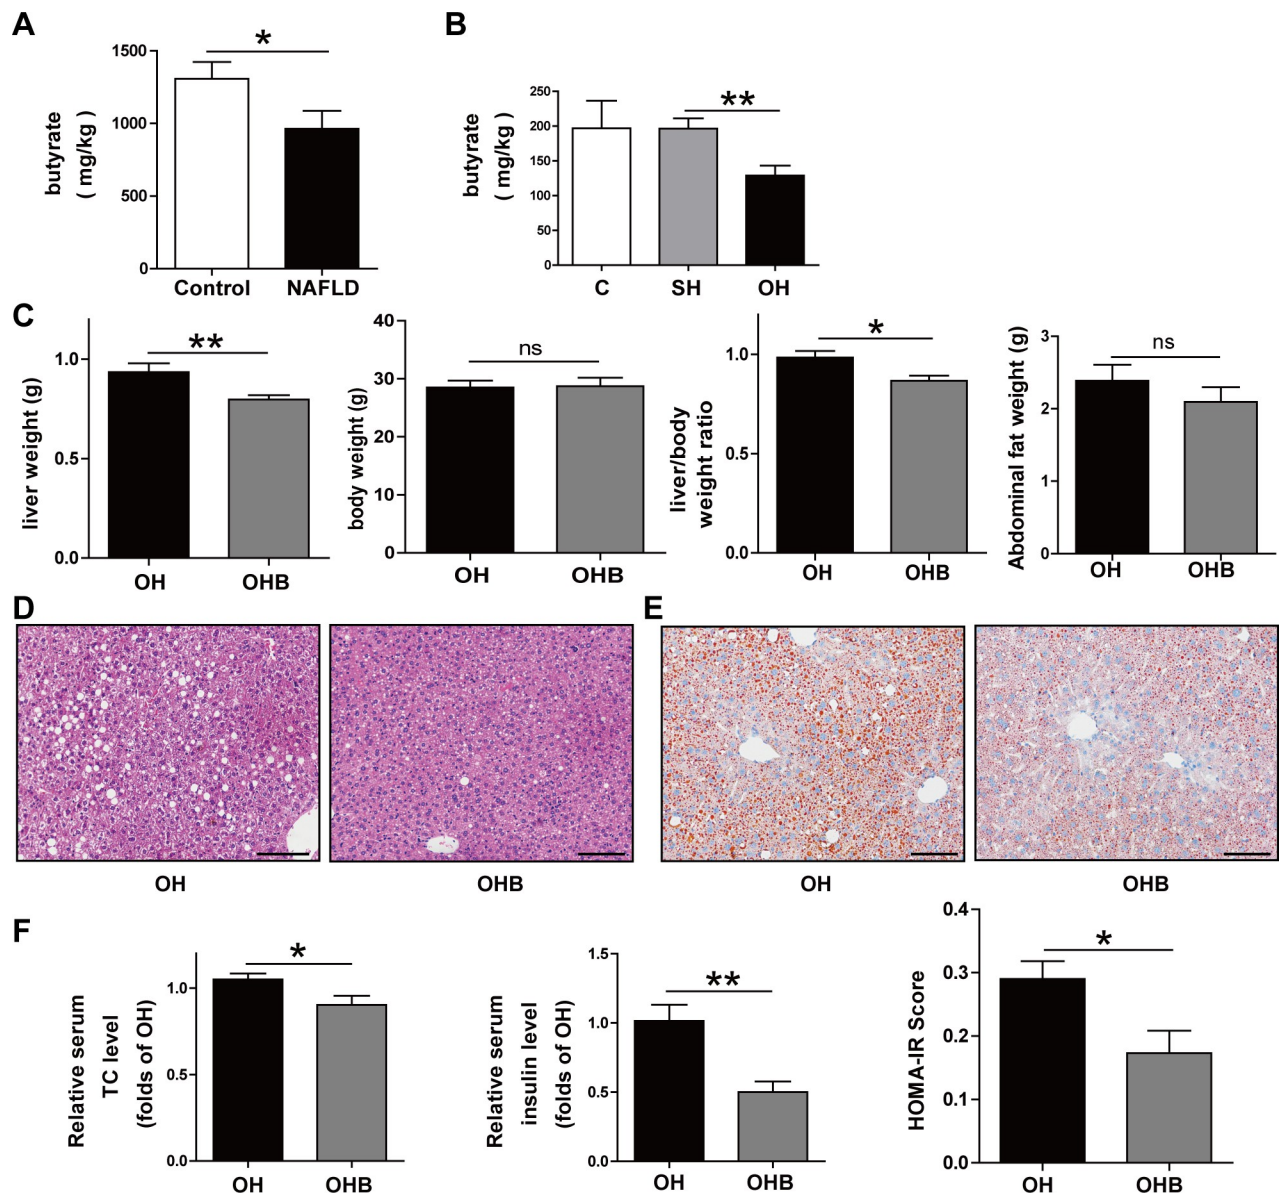 A
*
1500
1000
500
0
butyrate
( mg/kg )
Control
NAFLD
B
**
250
200
150
100
50
0
butyrate
( mg/kg )
C
SH
OH
C
**
1.0
0.5
0.0
liver weight (g)
OH
OHB
ns
40
30
20
10
0
body weight (g)
OH
OHB
*
1.0
0.5
0.0
liver/body
weight ratio
OH
OHB
ns
3
2
1
0
Abdominal fat weight (g)
OH
OHB
D
OH
OHB
E
OH
OHB
F
*
1.0
0.5
0.0
Relative serum
TC level
(folds of OH)
OH
OHB
**
1.5
1.0
0.5
0.0
Relative serum
insulin level
(folds of OH)
OH
OHB
*
0.4
0.3
0.2
0.1
0.0
HOMA-IR Score
OH
OHB